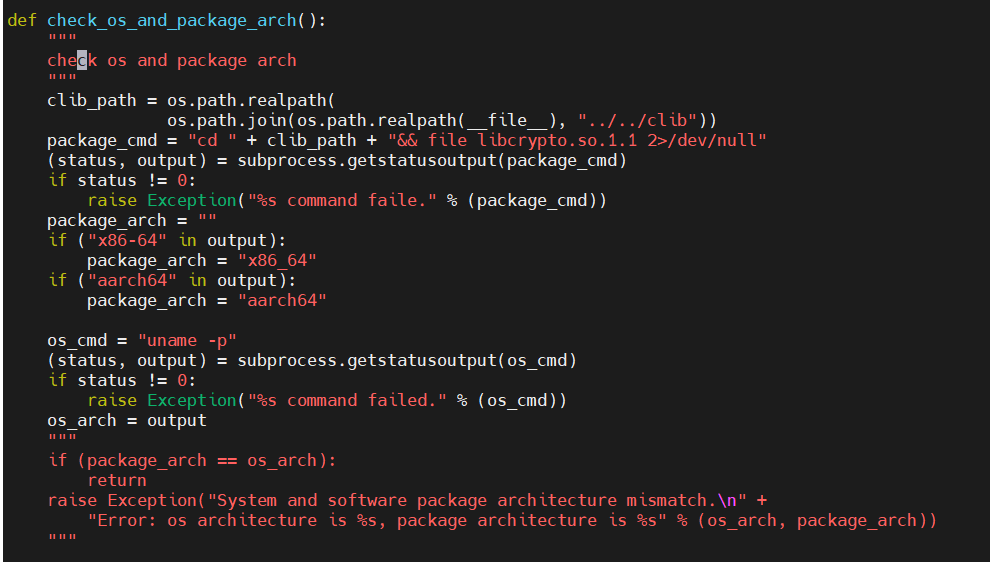 def check_os_and_package_arch():
    """
    check os and package arch
    """
    clib_path = os.path.realpath(
                os.path.join(os.path.realpath(__file__), "../../clib"))
    package_cmd = "cd " + clib_path + "&& file libcrypto.so.1.1 2>/dev/null"
    (status, output) = subprocess.getstatusoutput(package_cmd)
    if status != 0:
        raise Exception("%s command faile." % (package_cmd))
    package_arch = ""
    if ("x86-64" in output):
        package_arch = "x86_64"
    if ("aarch64" in output):
        package_arch = "aarch64"

    os_cmd = "uname -p"
    (status, output) = subprocess.getstatusoutput(os_cmd)
    if status != 0:
        raise Exception("%s command failed." % (os_cmd))
    os_arch = output
    """
    if (package_arch == os_arch):
        return
    raise Exception("System and software package architecture mismatch.\n" +
        "Error: os architecture is %s, package architecture is %s" % (os_arch, package_arch))
    """